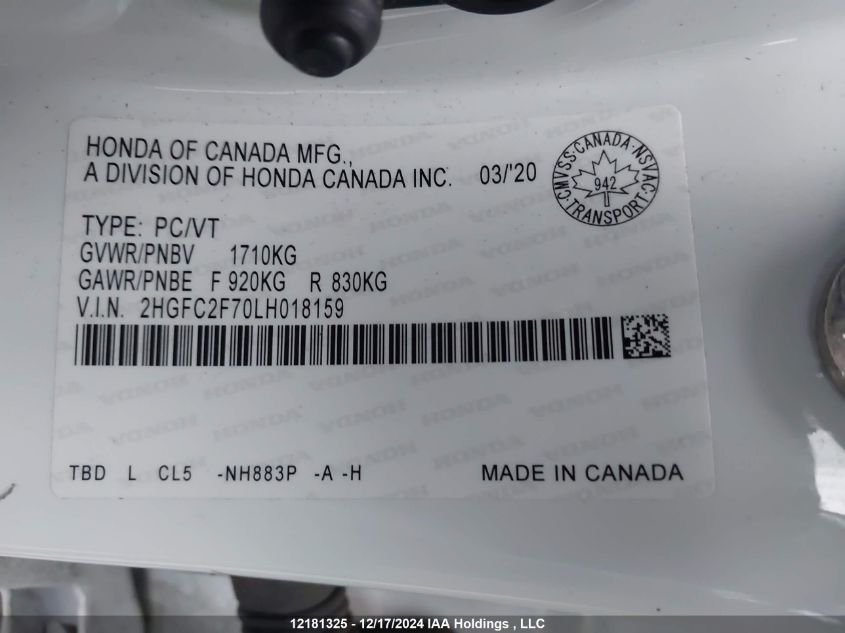 HONDA OF CANADA MFG.,
A DIVISION OF HONDA CANADA INC. 03/'20
CMVSS·CANADA·NSVAC·TRANSPORT·
942
TYPE: PC/VT
GVWR/PNBV 1710KG
GAWR/PNBE F 920KG R 830KG
V.I.N. 2HGFC2F70LH018159
TBD L CL5 -NH883P -A -H MADE IN CANADA
12181325 - 12/17/2024 IAA Holdings , LLC